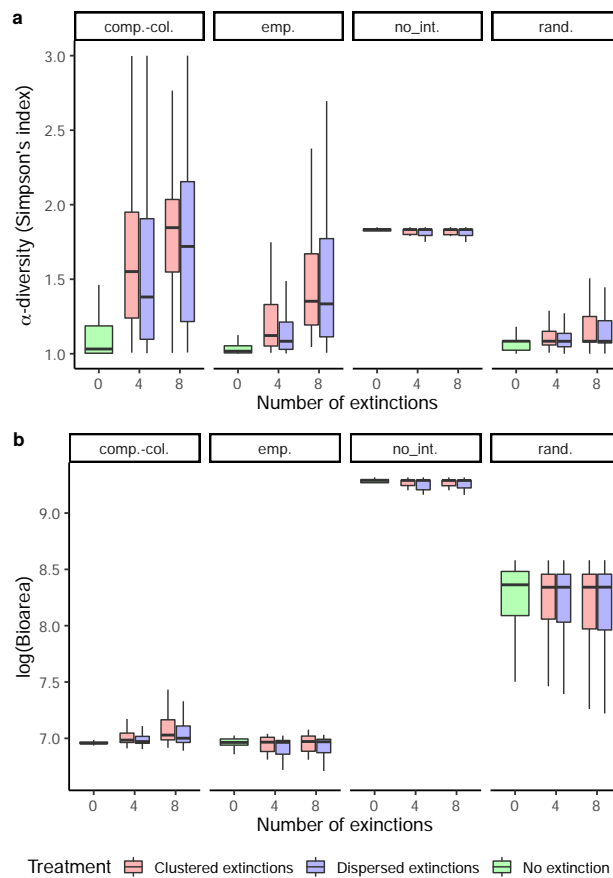 a
comp.-col. emp. no_int. rand.
3.0
2.5
2.0
1.5
1.0
α-diversity (Simpson's index)
0 4 8 0 4 8 0 4 8 0 4 8
Number of extinctions
b
comp.-col. emp. no_int. rand.
9.0
8.5
8.0
7.5
7.0
log(Bioarea)
0 4 8 0 4 8 0 4 8 0 4 8
Number of exinctions
Treatment Clustered extinctions Dispersed extinctions No extinction